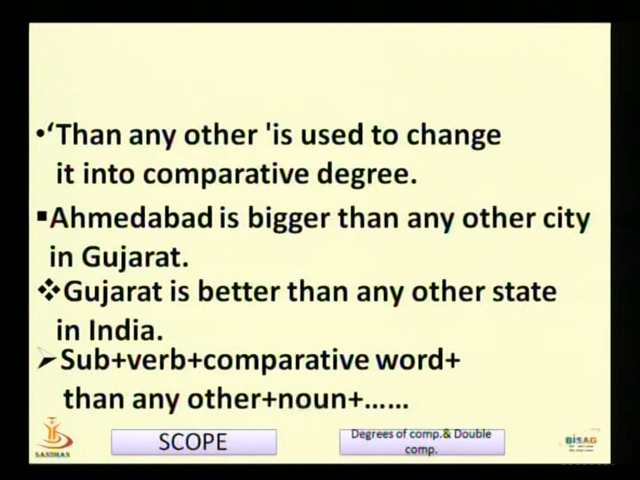 •‘Than any other 'is used to change
it into comparative degree.
▪Ahmedabad is bigger than any other city
in Gujarat.
❖Gujarat is better than any other state
in India.
➢Sub+verb+comparative word+
than any other+noun+……
SANDHAN
SCOPE
Degrees of comp.& Double
comp.
BISAG